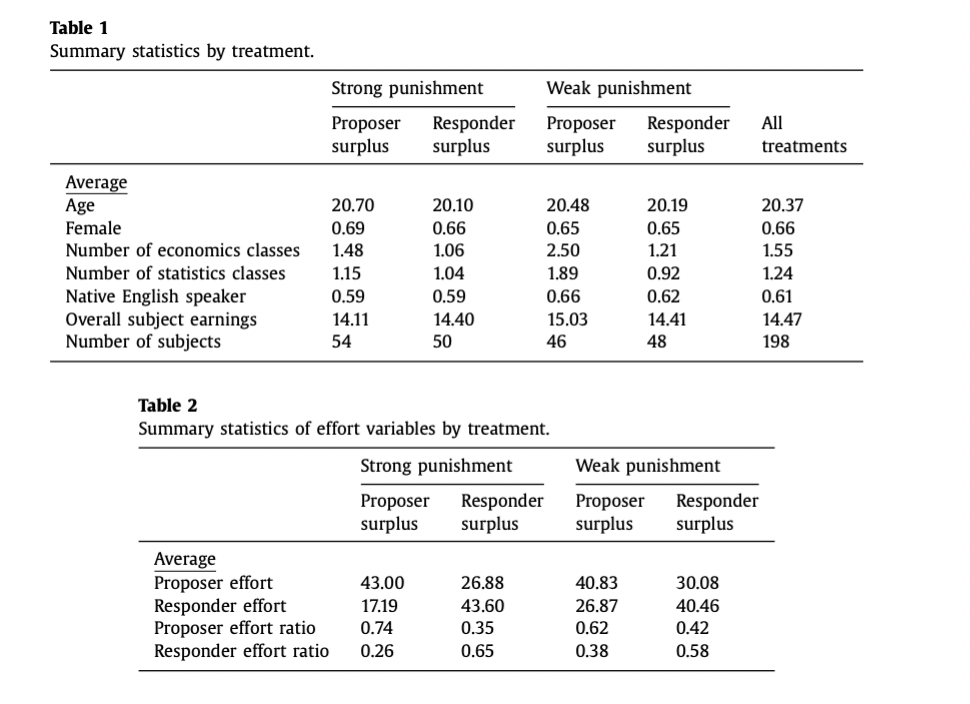 Table 1
Summary statistics by treatment.
Strong punishment Weak punishment
Proposer Responder Proposer Responder All
surplus surplus surplus surplus treatments
Average
Age 20.70 20.10 20.48 20.19 20.37
Female 0.69 0.66 0.65 0.65 0.66
Number of economics classes 1.48 1.06 2.50 1.21 1.55
Number of statistics classes 1.15 1.04 1.89 0.92 1.24
Native English speaker 0.59 0.59 0.66 0.62 0.61
Overall subject earnings 14.11 14.40 15.03 14.41 14.47
Number of subjects 54 50 46 48 198
Table 2
Summary statistics of effort variables by treatment.
Strong punishment Weak punishment
Proposer Responder Proposer Responder
surplus surplus surplus surplus
Average
Proposer effort 43.00 26.88 40.83 30.08
Responder effort 17.19 43.60 26.87 40.46
Proposer effort ratio 0.74 0.35 0.62 0.42
Responder effort ratio 0.26 0.65 0.38 0.58